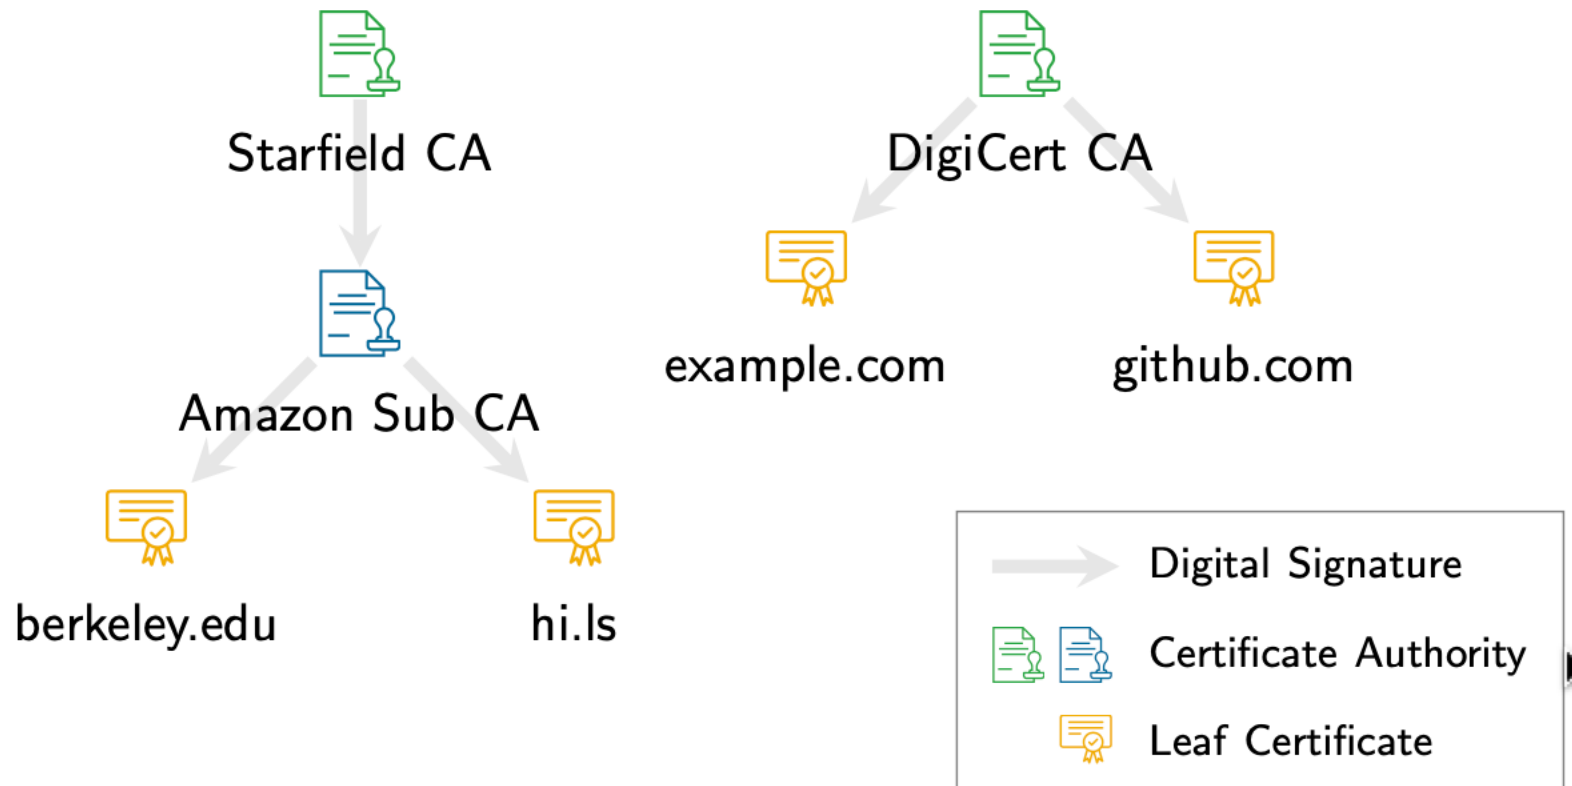 Starfield CA
DigiCert CA
example.com
github.com
Amazon Sub CA
berkeley.edu
hi.ls
Digital Signature
Certificate Authority
Leaf Certificate